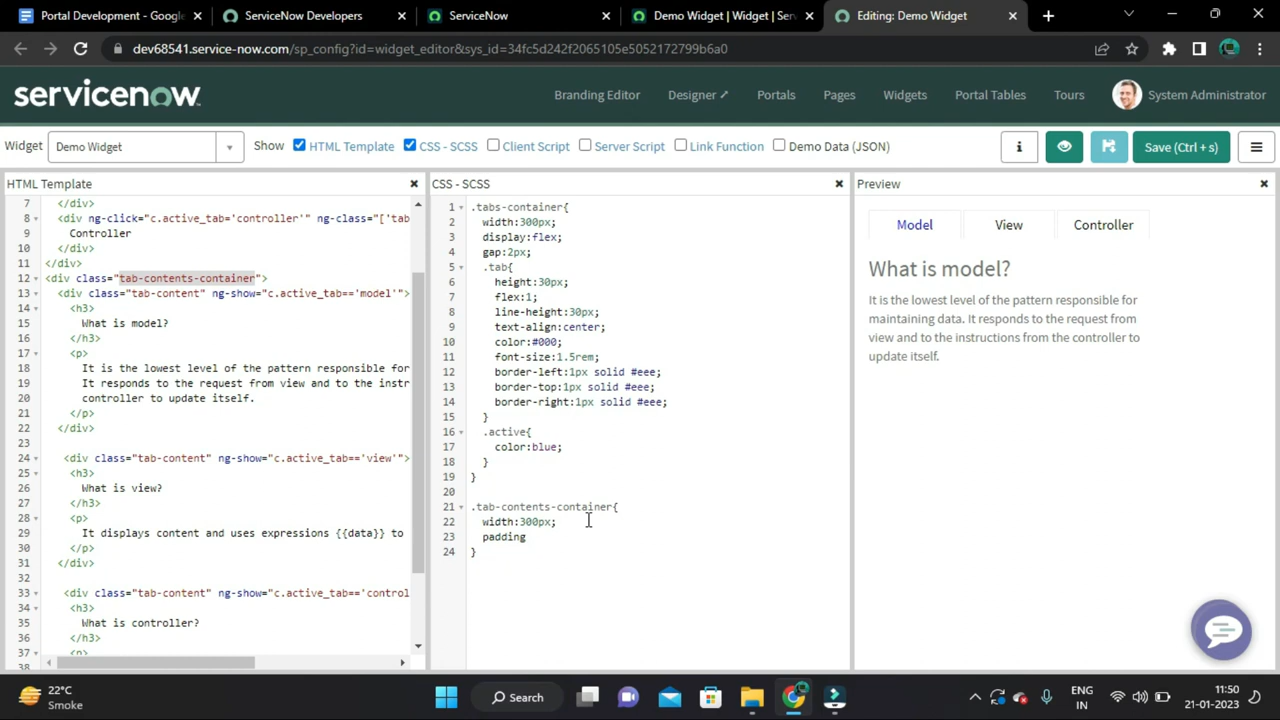 Portal Development - Google
ServiceNow Developers
ServiceNow
Demo Widget | Widget | Serv
Editing: Demo Widget
dev68541.service-now.com/sp_config?id=widget_editor&sys_id=34fc5d242f2065105e5052172799b6a0
servicenow
Branding Editor
Designer
Portals
Pages
Widgets
Portal Tables
Tours
System Administrator
Widget
Demo Widget
Show
HTML Template
CSS - SCSS
Client Script
Server Script
Link Function
Demo Data (JSON)
i
Save (Ctrl + s)
HTML Template
7 </div>
8 <div ng-click="c.active_tab='controller'" ng-class="['tab
9 Controller
10 </div>
11 </div>
12 <div class="tab-contents-container">
13 <div class="tab-content" ng-show="c.active_tab=='model'">
14 <h3>
15 What is model?
16 </h3>
17 <p>
18 It is the lowest level of the pattern responsible for
19 It responds to the request from view and to the instr
20 controller to update itself.
21 </p>
22 </div>
23
24 <div class="tab-content" ng-show="c.active_tab=='view'">
25 <h3>
26 What is view?
27 </h3>
28 <p>
29 It displays content and uses expressions {{data}} to
30 </p>
31 </div>
32
33 <div class="tab-content" ng-show="c.active_tab=='control
34 <h3>
35 What is controller?
36 </h3>
37 <p>
38
CSS - SCSS
1 .tabs-container{
2 width:300px;
3 display:flex;
4 gap:2px;
5 .tab{
6 height:30px;
7 flex:1;
8 line-height:30px;
9 text-align:center;
10 color:#000;
11 font-size:1.5rem;
12 border-left:1px solid #eee;
13 border-top:1px solid #eee;
14 border-right:1px solid #eee;
15 }
16 .active{
17 color:blue;
18 }
19 }
20
21 .tab-contents-container{
22 width:300px;
23 padding
24 }
Preview
Model
View
Controller
What is model?
It is the lowest level of the pattern responsible for
maintaining data. It responds to the request from
view and to the instructions from the controller to
update itself.
22°C
Smoke
Search
ENG
IN
11:50
21-01-2023